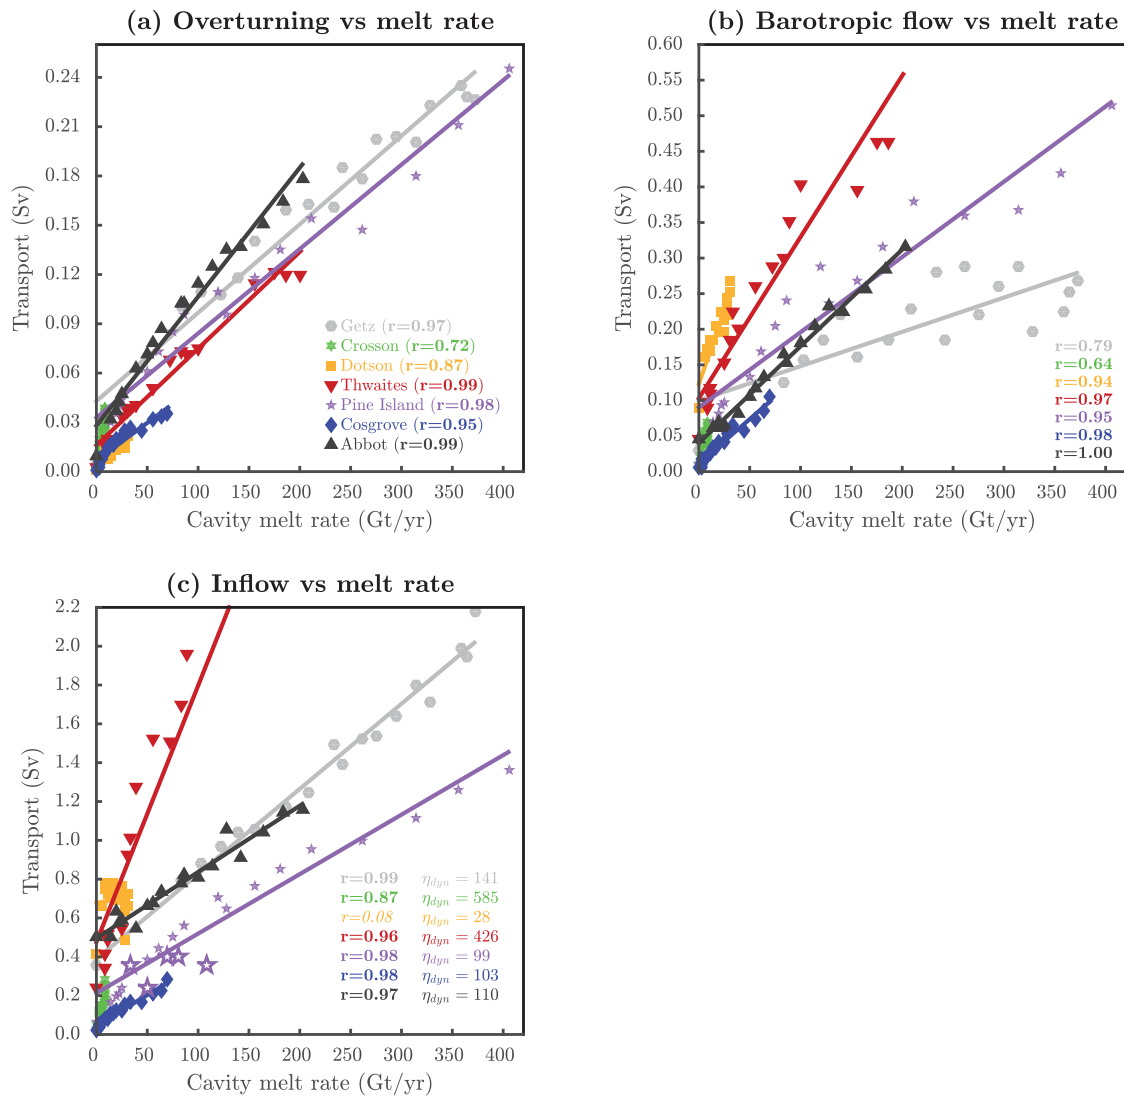 (a) Overturning vs melt rate
Transport (Sv)
0.24
0.21
0.18
0.15
0.12
0.09
0.06
0.03
0.00
Getz (r=0.97)
Crosson (r=0.72)
Dotson (r=0.87)
Thwaites (r=0.99)
Pine Island (r=0.98)
Cosgrove (r=0.95)
Abbot (r=0.99)
0 50 100 150 200 250 300 350 400
Cavity melt rate (Gt/yr)
(b) Barotropic flow vs melt rate
Transport (Sv)
0.60
0.55
0.50
0.45
0.40
0.35
0.30
0.25
0.20
0.15
0.10
0.05
0.00
r=0.79
r=0.64
r=0.94
r=0.97
r=0.95
r=0.98
r=1.00
0 50 100 150 200 250 300 350 400
Cavity melt rate (Gt/yr)
(c) Inflow vs melt rate
Transport (Sv)
2.2
2.0
1.8
1.6
1.4
1.2
1.0
0.8
0.6
0.4
0.2
0.0
r=0.99 η_dyn = 141
r=0.87 η_dyn = 585
r=0.08 η_dyn = 28
r=0.96 η_dyn = 426
r=0.98 η_dyn = 99
r=0.98 η_dyn = 103
r=0.97 η_dyn = 110
0 50 100 150 200 250 300 350 400
Cavity melt rate (Gt/yr)